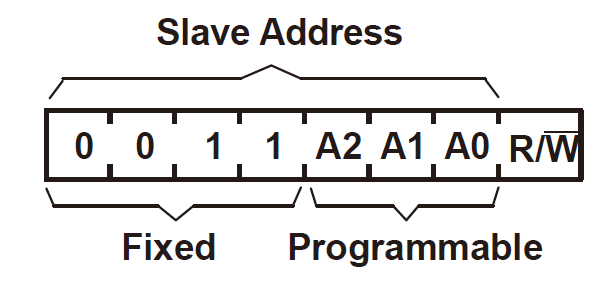 Slave Address
0 0 1 1 A2 A1 A0 R/W̅
Fixed Programmable